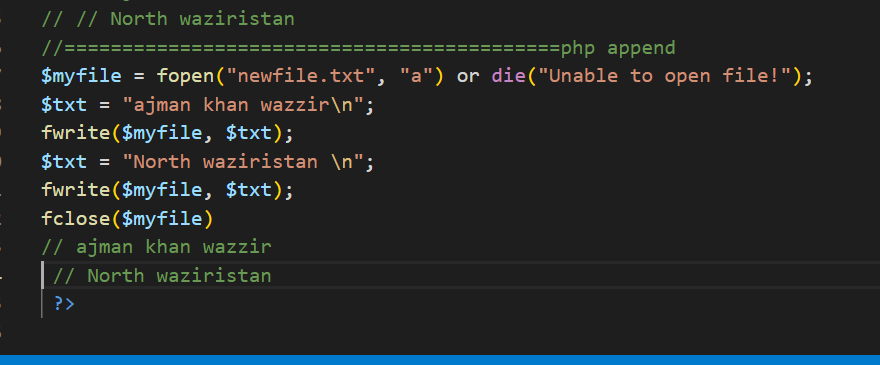 // // North waziristan
//===========================================php append
$myfile = fopen("newfile.txt", "a") or die("Unable to open file!");
$txt = "ajman khan wazzir\n";
fwrite($myfile, $txt);
$txt = "North waziristan \n";
fwrite($myfile, $txt);
fclose($myfile)
// ajman khan wazzir
// North waziristan
?>